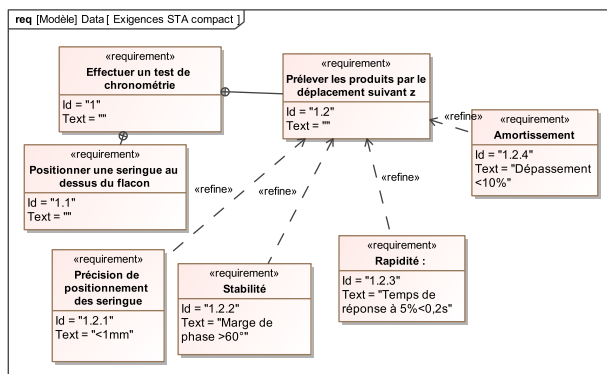 req [Modèle] Data [ Exigences STA compact ]
«requirement»
Effectuer un test de
chronométrie
Id = "1"
Text = ""
«requirement»
Prélever les produits par le
déplacement suivant z
Id = "1.2"
Text = ""
«refine»
«requirement»
Amortissement
Id = "1.2.4"
Text = "Dépassement
<10%"
«requirement»
Positionner une seringue au
dessus du flacon
Id = "1.1"
Text = ""
«refine»
«refine»
«refine»
«requirement»
Précision de
positionnement
des seringue
Id = "1.2.1"
Text = "<1mm"
«requirement»
Stabilité
Id = "1.2.2"
Text = "Marge de
phase >60°"
«requirement»
Rapidité :
Id = "1.2.3"
Text = "Temps de
réponse à 5%<0,2s"